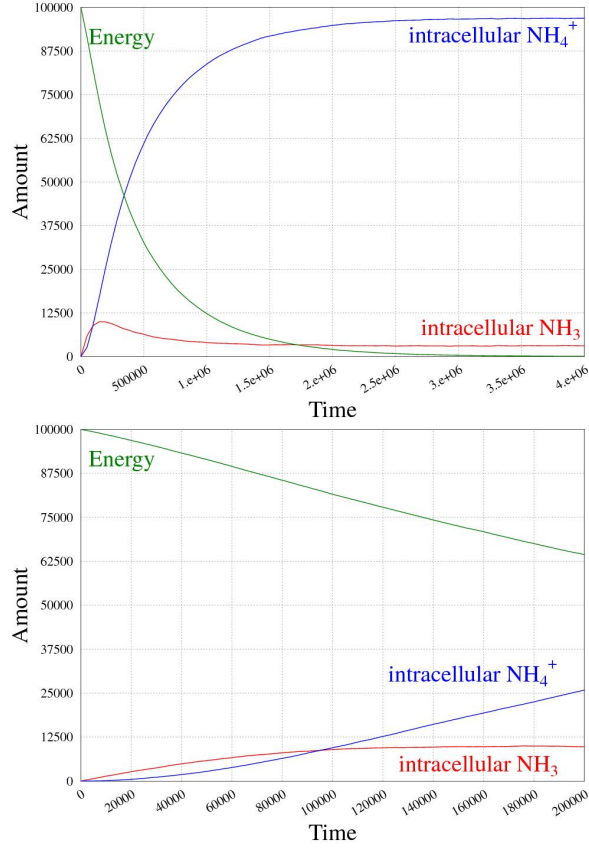 100000
Energy
intracellular NH₄⁺
87500
75000
62500
50000
37500
25000
12500
intracellular NH₃
0
0 500000 1.e+06 1.5e+06 2.e+06 2.5e+06 3.e+06 3.5e+06 4.e+06
Amount
Time
100000
Energy
87500
75000
62500
50000
37500
intracellular NH₄⁺
25000
12500
intracellular NH₃
0
0 20000 40000 60000 80000 100000 120000 140000 160000 180000 200000
Amount
Time